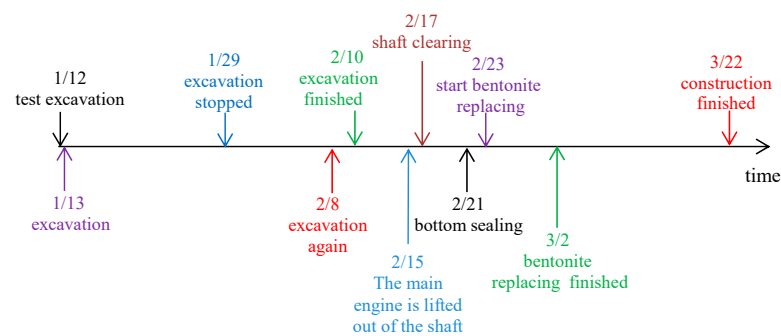 1/12
test excavation
1/29
excavation
stopped
2/10
excavation
finished
2/17
shaft clearing
2/23
start bentonite
replacing
3/22
construction
finished
time
1/13
excavation
2/8
excavation
again
2/15
The main
engine is lifted
out of the shaft
2/21
bottom sealing
3/2
bentonite
replacing finished